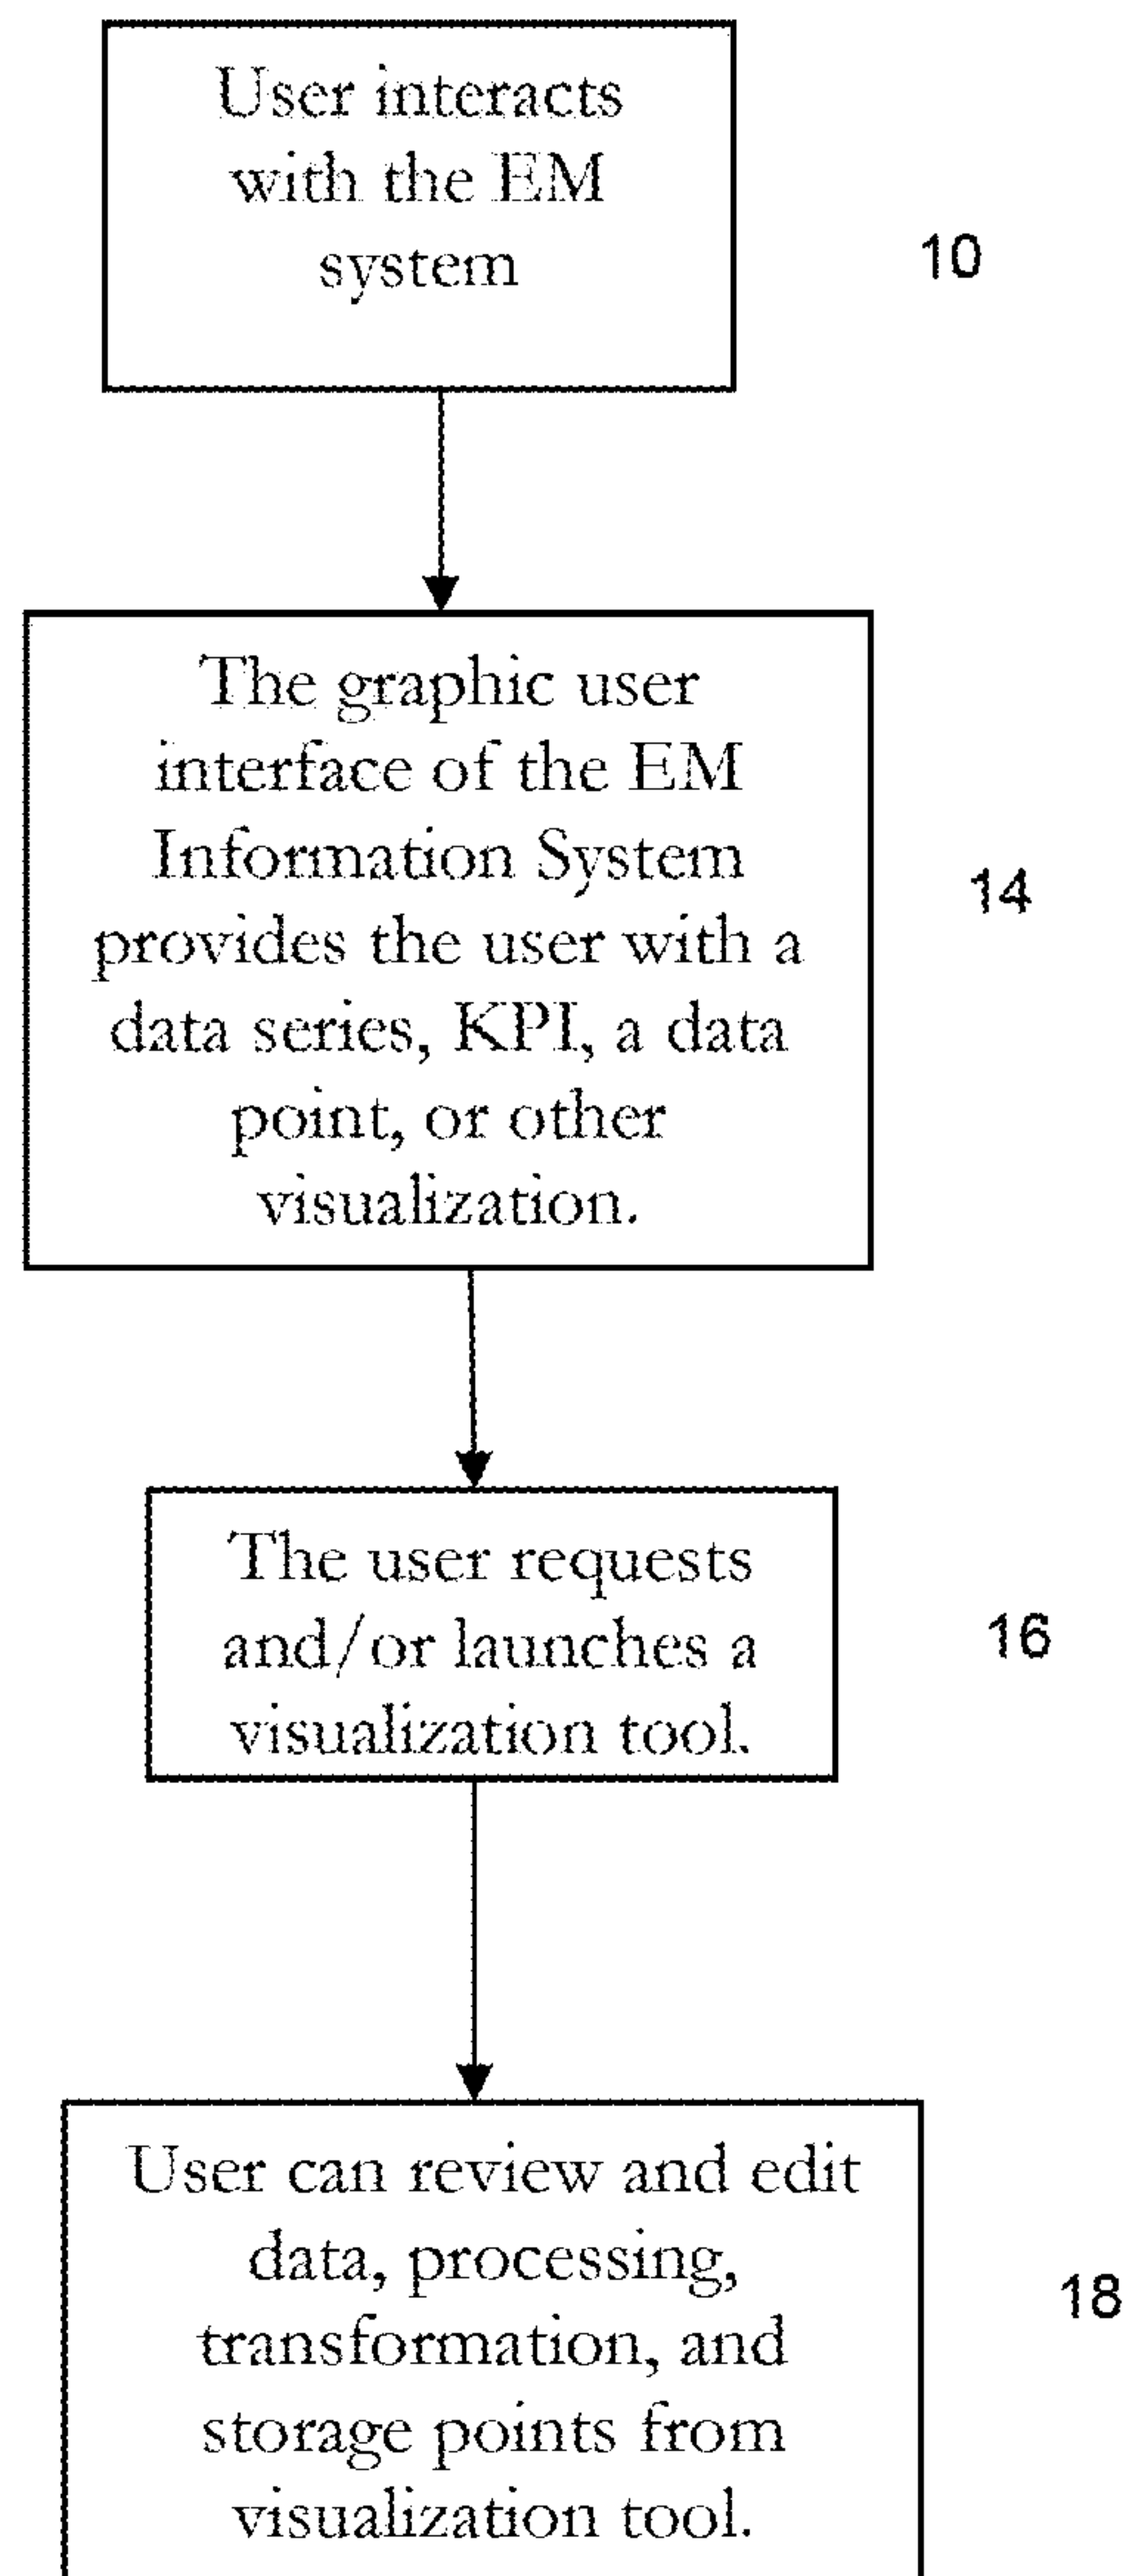 User interacts
with the EM
system
10
The graphic user
interface of the EM
Information System
provides the user with a
data series, KPI, a data
point, or other
visualization.
14
The user requests
and/or launches a
visualization tool.
16
User can review and edit
data, processing,
transformation, and
storage points from
visualization tool.
18